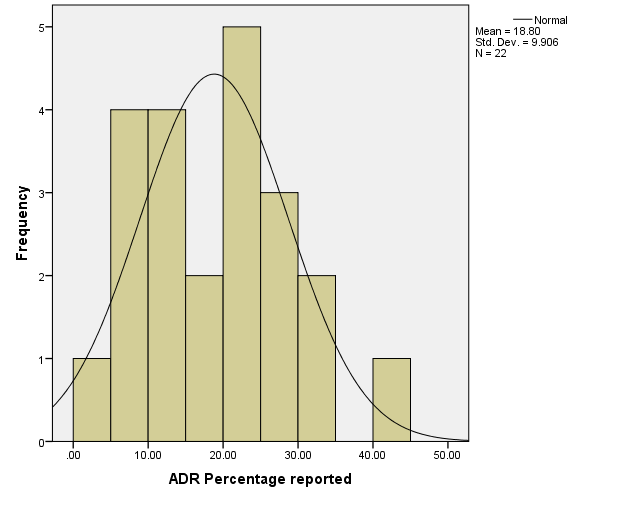 Normal
Mean = 18.80
Std. Dev. = 9.906
N = 22
5
4
3
2
1
0
Frequency
.00 10.00 20.00 30.00 40.00 50.00
ADR Percentage reported